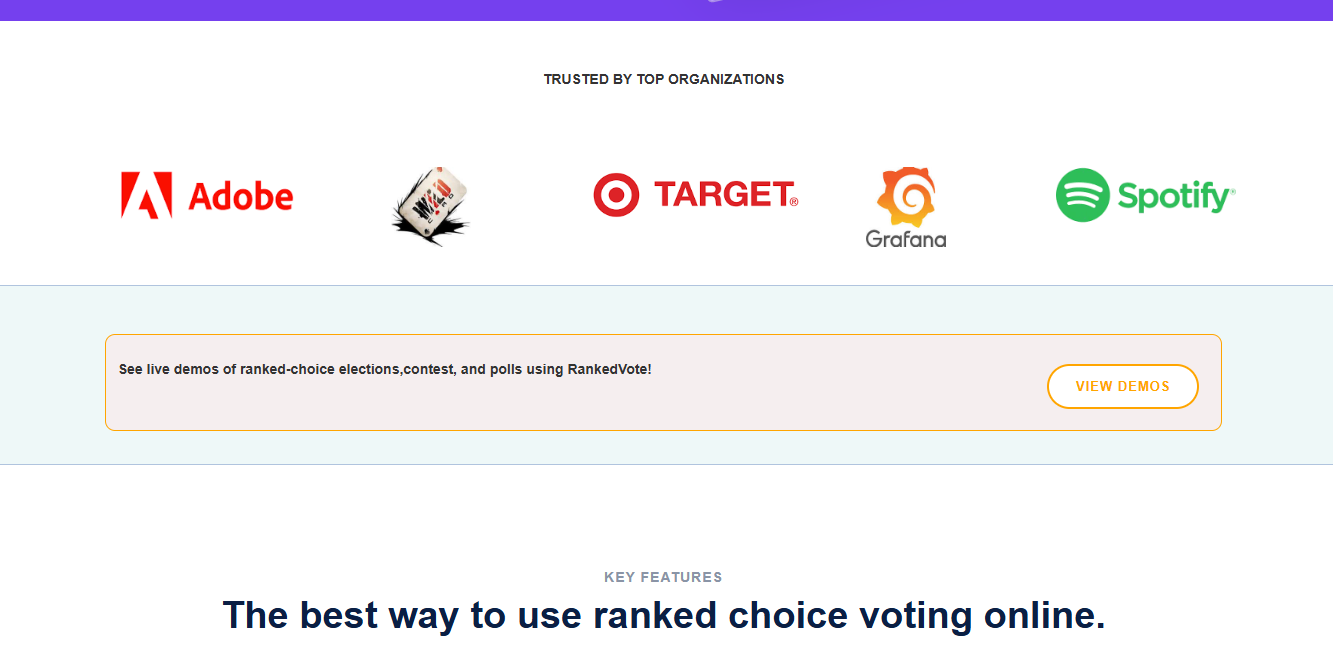 TRUSTED BY TOP ORGANIZATIONS
Adobe
TARGET®
Grafana
Spotify®
See live demos of ranked-choice elections,contest, and polls using RankedVote!
VIEW DEMOS
KEY FEATURES
The best way to use ranked choice voting online.